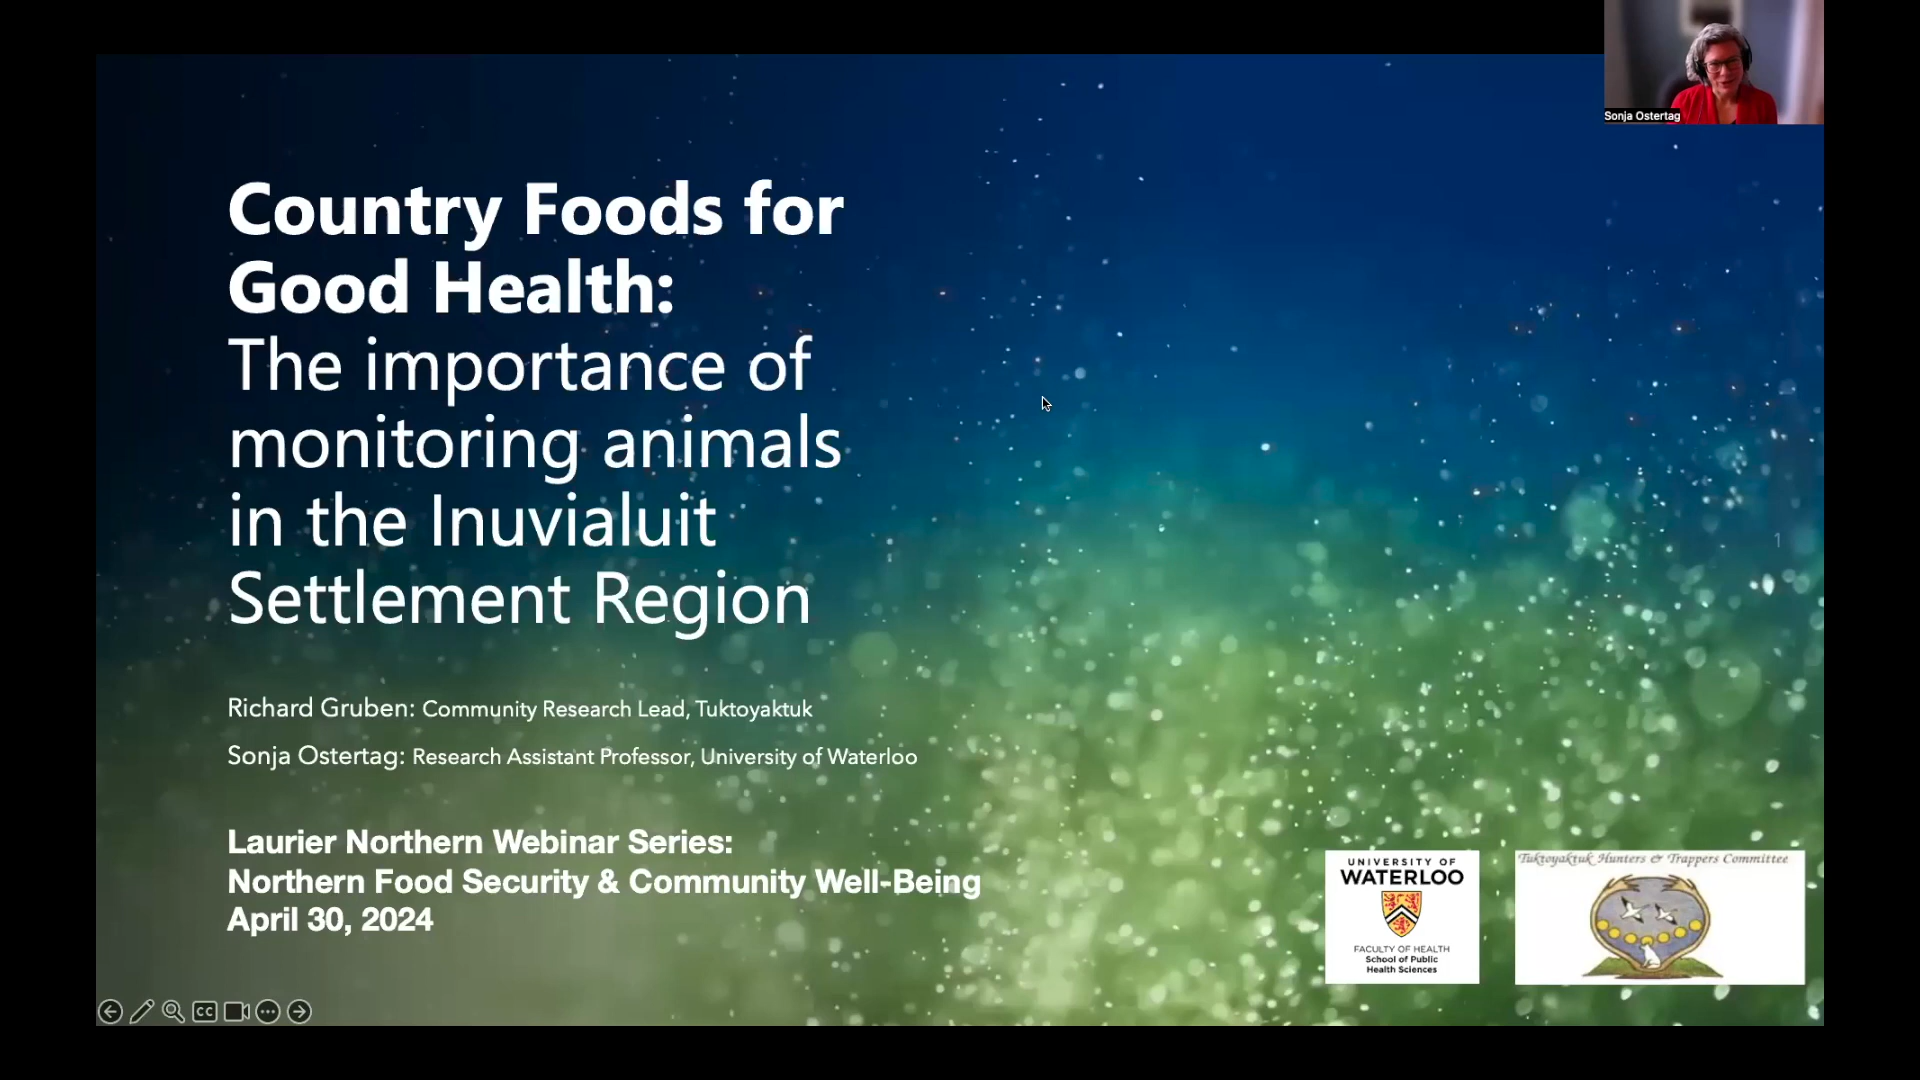 Sonja Ostertag
Country Foods for
Good Health:
The importance of
monitoring animals
in the Inuvialuit
Settlement Region
1
Richard Gruben: Community Research Lead, Tuktoyaktuk
Sonja Ostertag: Research Assistant Professor, University of Waterloo
Laurier Northern Webinar Series:
Northern Food Security & Community Well-Being
April 30, 2024
UNIVERSITY OF
WATERLOO
FACULTY OF HEALTH
School of Public
Health Sciences
Tuktoyaktuk Hunters & Trappers Committee
CC